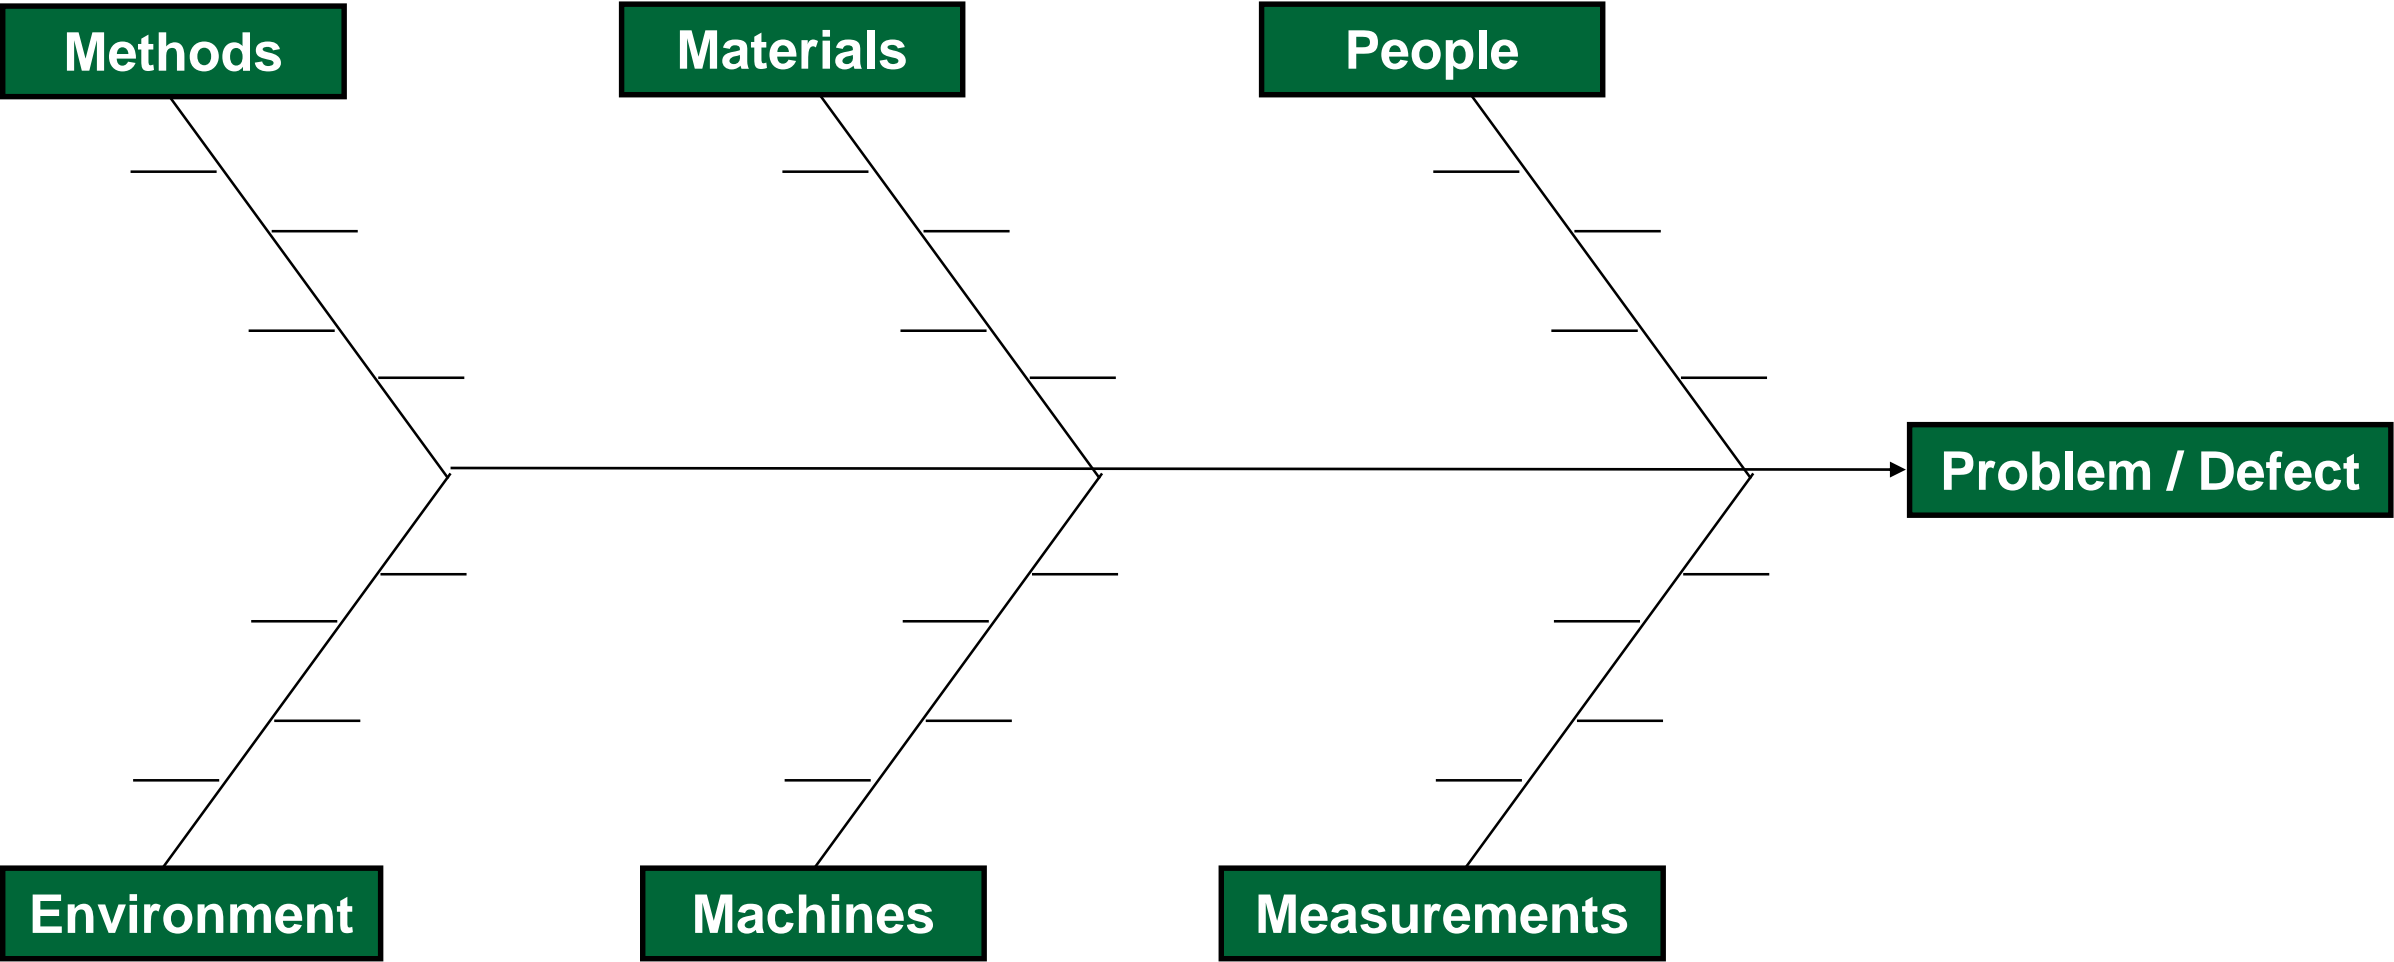 Methods
Materials
People
Problem / Defect
Environment
Machines
Measurements